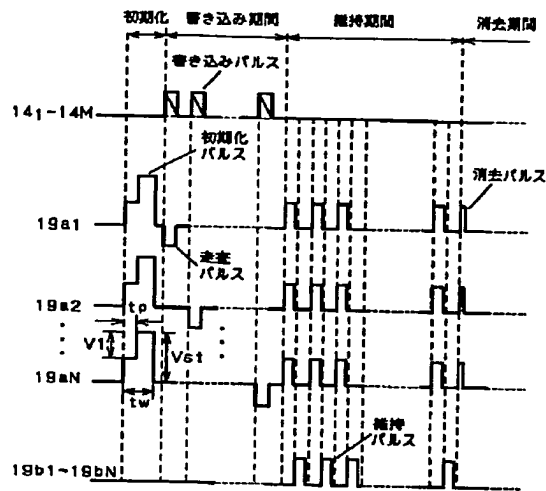 初期化 書き込み期間 維持期間 消去期間
書き込みパルス
14₁-14M
初期化
パルス
消去パルス
19a1
走査
パルス
19a2
tp
V1
Vst
19aN
tw
維持
パルス
19b1~19bN